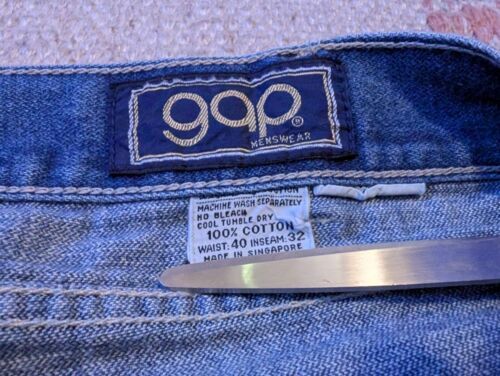 gap®
MENSWEAR
MACHINE WASH SEPARATELY
NO BLEACH
COOL TUMBLE DRY
100% COTTON
WAIST: 40 INSEAM: 32
MADE IN SINGAPORE